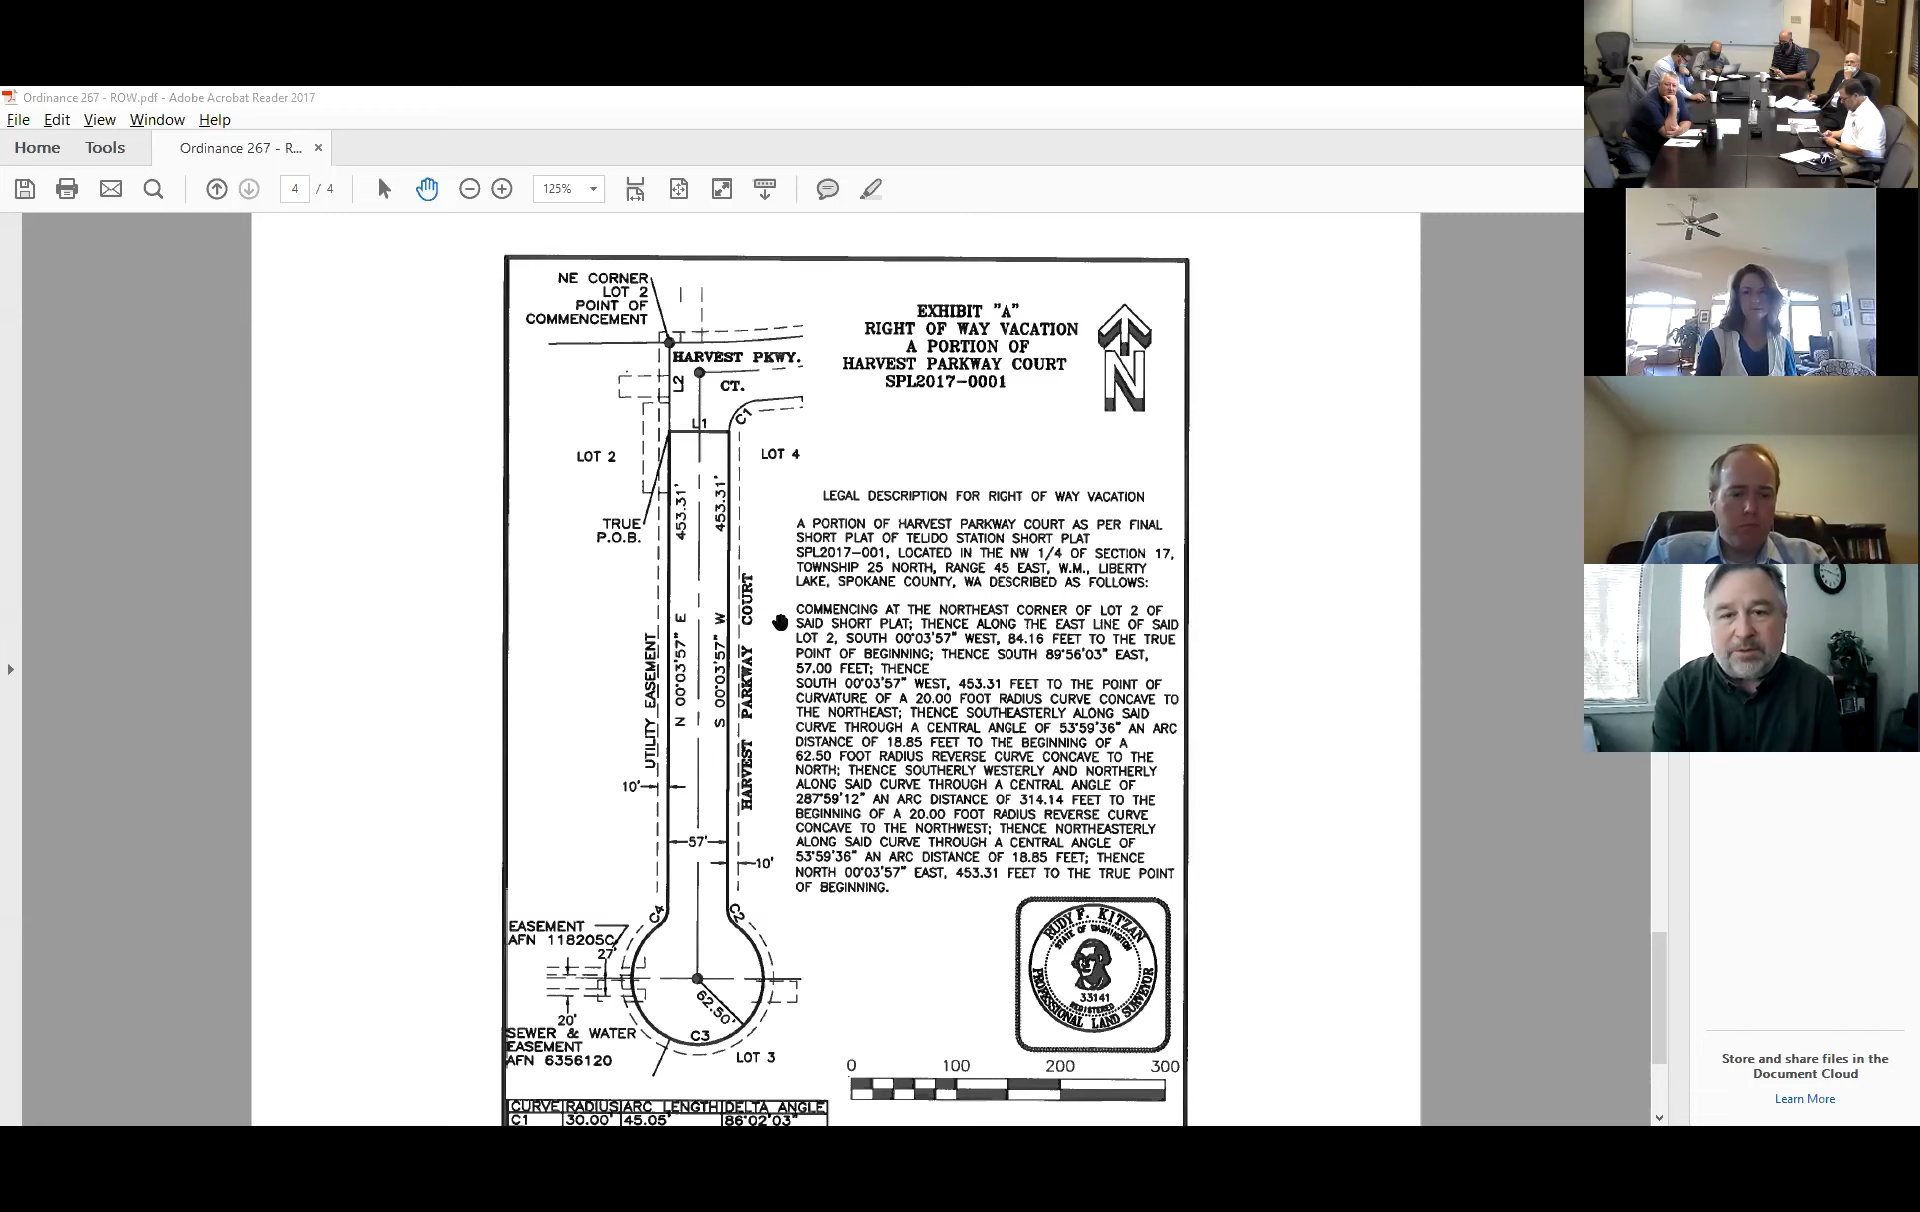 Ordinance 267 - ROW.pdf - Adobe Acrobat Reader 2017
File Edit View Window Help
Home Tools Ordinance 267 - R... ×
4 / 4 125%
NE CORNER
LOT 2
POINT OF
COMMENCEMENT
HARVEST PKWY.
CT.
L2
L1
C1
LOT 2
LOT 4
TRUE
P.O.B.
453.31'
453.31'
N 00°03'57" E
S 00°03'57" W
UTILITY EASEMENT
HARVEST PARKWAY COURT
10'
57'
10'
C4
C2
EASEMENT
AFN 118205C
27'
20'
62.50'
C3
SEWER & WATER
EASEMENT
AFN 6356120
LOT 3
EXHIBIT "A"
RIGHT OF WAY VACATION
A PORTION OF
HARVEST PARKWAY COURT
SPL2017-0001
N
LEGAL DESCRIPTION FOR RIGHT OF WAY VACATION
A PORTION OF HARVEST PARKWAY COURT AS PER FINAL
SHORT PLAT OF TELIDO STATION SHORT PLAT
SPL2017-001, LOCATED IN THE NW 1/4 OF SECTION 17,
TOWNSHIP 25 NORTH, RANGE 45 EAST, W.M., LIBERTY
LAKE, SPOKANE COUNTY, WA DESCRIBED AS FOLLOWS:
COMMENCING AT THE NORTHEAST CORNER OF LOT 2 OF
SAID SHORT PLAT; THENCE ALONG THE EAST LINE OF SAID
LOT 2, SOUTH 00°03'57" WEST, 84.16 FEET TO THE TRUE
POINT OF BEGINNING; THENCE SOUTH 89°56'03" EAST,
57.00 FEET; THENCE
SOUTH 00°03'57" WEST, 453.31 FEET TO THE POINT OF
CURVATURE OF A 20.00 FOOT RADIUS CURVE CONCAVE TO
THE NORTHEAST; THENCE SOUTHEASTERLY ALONG SAID
CURVE THROUGH A CENTRAL ANGLE OF 53°59'36" AN ARC
DISTANCE OF 18.85 FEET TO THE BEGINNING OF A
62.50 FOOT RADIUS REVERSE CURVE CONCAVE TO THE
NORTH; THENCE SOUTHERLY WESTERLY AND NORTHERLY
ALONG SAID CURVE THROUGH A CENTRAL ANGLE OF
287°59'12" AN ARC DISTANCE OF 314.14 FEET TO THE
BEGINNING OF A 20.00 FOOT RADIUS REVERSE CURVE
CONCAVE TO THE NORTHWEST; THENCE NORTHEASTERLY
ALONG SAID CURVE THROUGH A CENTRAL ANGLE OF
53°59'36" AN ARC DISTANCE OF 18.85 FEET; THENCE
NORTH 00°03'57" EAST, 453.31 FEET TO THE TRUE POINT
OF BEGINNING.
RUDY F. KITZAN
STATE OF WASHINGTON
33141
REGISTERED
PROFESSIONAL LAND SURVEYOR
0 100 200 300
CURVE RADIUS ARC LENGTH DELTA ANGLE
C1 30.00' 45.05' 86°02'03"
Store and share files in the
Document Cloud
Learn More